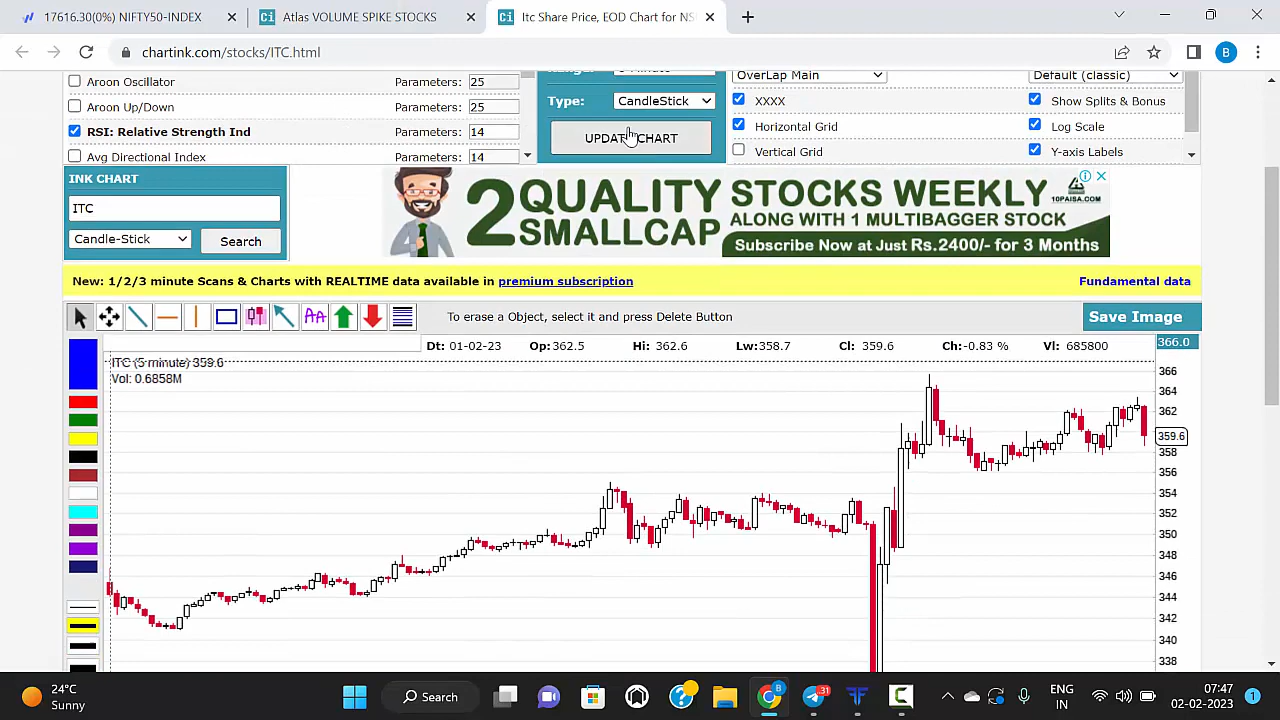 17616.30(0%) NIFTY50-INDEX
Atlas VOLUME SPIKE STOCKS
Itc Share Price, EOD Chart for NS
chartink.com/stocks/ITC.html
B
Aroon Oscillator
Parameters:
25
Aroon Up/Down
Parameters:
25
RSI: Relative Strength Ind
Parameters:
14
Avg Directional Index
Parameters:
14
Type:
CandleStick
UPDATE CHART
OverLap Main
Default (classic)
XXXX
Show Splits & Bonus
Horizontal Grid
Log Scale
Vertical Grid
Y-axis Labels
INK CHART
ITC
Candle-Stick
Search
2 QUALITY SMALLCAP
STOCKS WEEKLY
ALONG WITH 1 MULTIBAGGER STOCK
Subscribe Now at Just Rs.2400/- for 3 Months
10PAISA.COM
New: 1/2/3 minute Scans & Charts with REALTIME data available in premium subscription
Fundamental data
AA
To erase a Object, select it and press Delete Button
Save Image
Dt: 01-02-23
Op:362.5
Hi: 362.6
Lw:358.7
Cl: 359.6
Ch:-0.83 %
Vl: 685800
366.0
ITC (5 minute) 359.6
Vol: 0.6858M
366
364
362
359.6
358
356
354
352
350
348
346
344
342
340
338
24°C
Sunny
Search
31
ENG
IN
07:47
02-02-2023
1